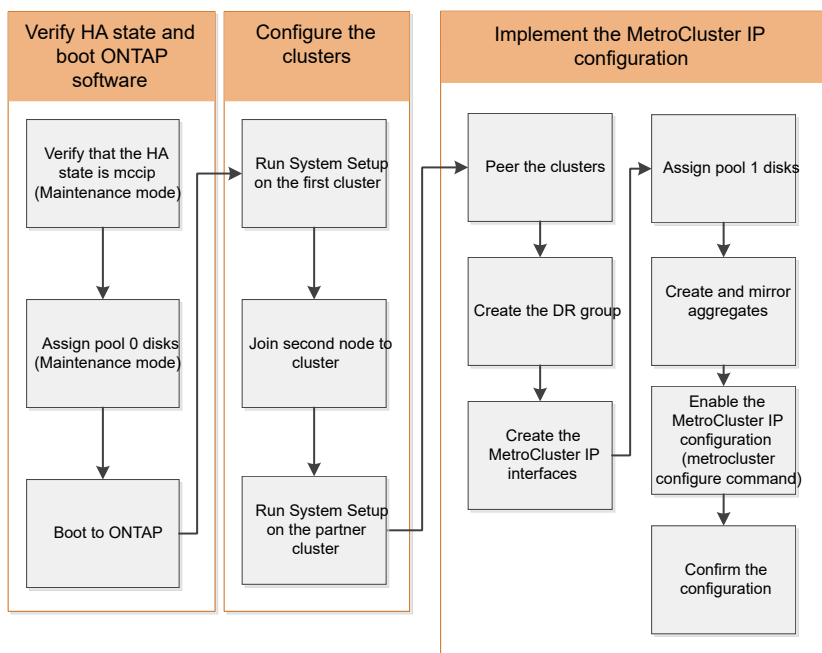 Verify HA state and
boot ONTAP
software
Verify that the HA
state is mccip
(Maintenance mode)
Assign pool 0 disks
(Maintenance mode)
Boot to ONTAP
Configure the
clusters
Run System Setup
on the first cluster
Join second node to
cluster
Run System Setup
on the partner
cluster
Implement the MetroCluster IP
configuration
Peer the clusters
Create the DR group
Create the
MetroCluster IP
interfaces
Assign pool 1 disks
Create and mirror
aggregates
Enable the
MetroCluster IP
configuration
(metrocluster
configure command)
Confirm the
configuration